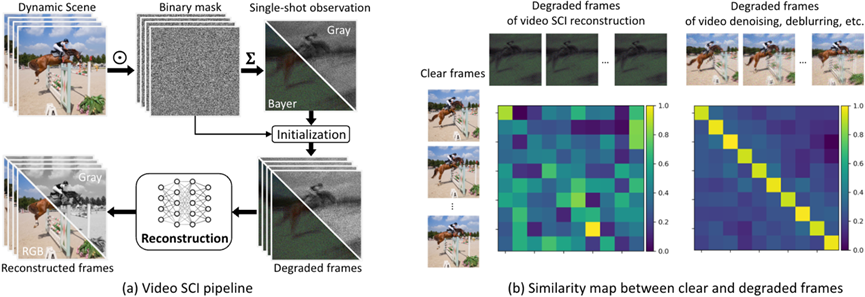 Dynamic Scene
Binary mask
Single-shot observation
⊙
Σ
Gray
Bayer
Initialization
Gray
RGB
Reconstruction
Reconstructed frames
Degraded frames
(a) Video SCI pipeline
Degraded frames
of video SCI reconstruction
Degraded frames
of video denoising, deblurring, etc.
Clear frames
...
...
...
1.0
0.8
0.6
0.4
0.2
0.0
1.0
0.8
0.6
0.4
0.2
0.0
(b) Similarity map between clear and degraded frames